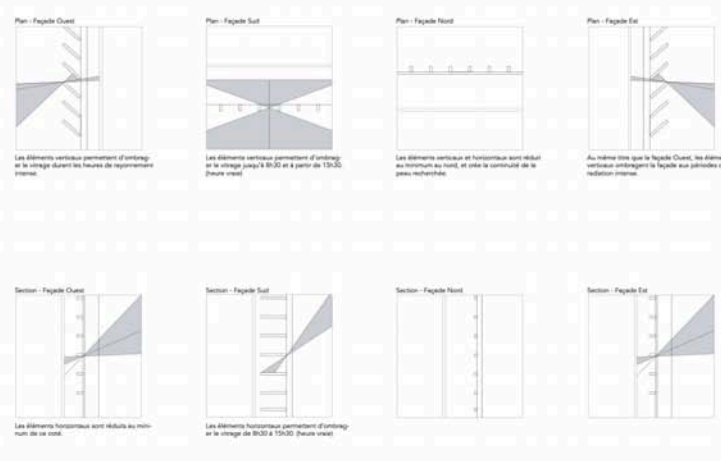 Plan - Façade Ouest
Les éléments verticaux permettent d'ombrag-
er le vitrage durant les heures de rayonnement
intense.
Plan - Façade Sud
Les éléments verticaux permettent d'ombrag-
er le vitrage jusqu'à 8h30 et à partir de 15h30.
(heure vraie)
Plan - Façade Nord
Les éléments verticaux et horizontaux sont réduit
au minimum au nord, et crée la continuité de la
peau recherchée.
Plan - Façade Est
Au même titre que la façade Ouest, les éléme
verticaux ombragent la façade aux périodes d
radiation intense.
Section - Façade Ouest
Les éléments horizontaux sont réduits au mini-
num de ce coté.
Section - Façade Sud
Les éléments horizontaux permettent d'ombrag-
er le vitrage de 8h30 à 15h30. (heure vraie)
Section - Façade Nord
Section - Façade Est